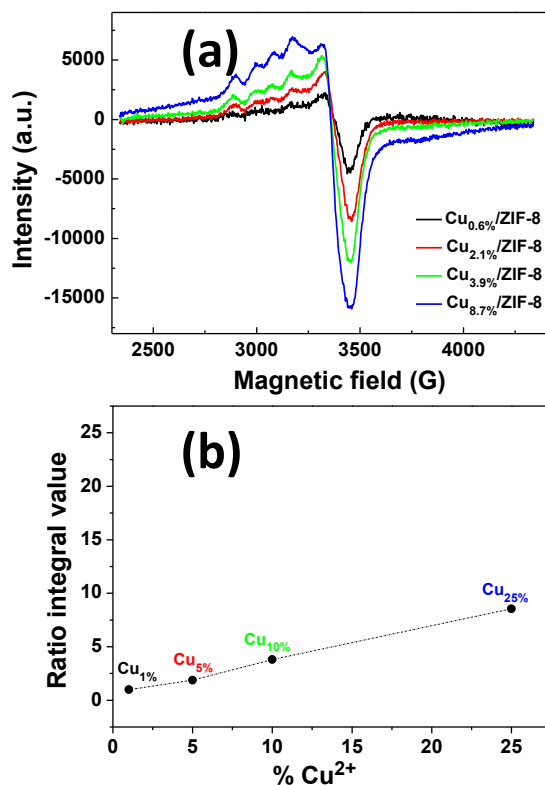 (a)
5000
0
-5000
-10000
-15000
Intensity (a.u.)
Cu0.6%/ZIF-8
Cu2.1%/ZIF-8
Cu3.9%/ZIF-8
Cu8.7%/ZIF-8
2500
3000
3500
4000
Magnetic field (G)
(b)
25
20
15
10
5
0
Ratio integral value
Cu1%
Cu5%
Cu10%
Cu25%
0
5
10
15
20
25
% Cu2+